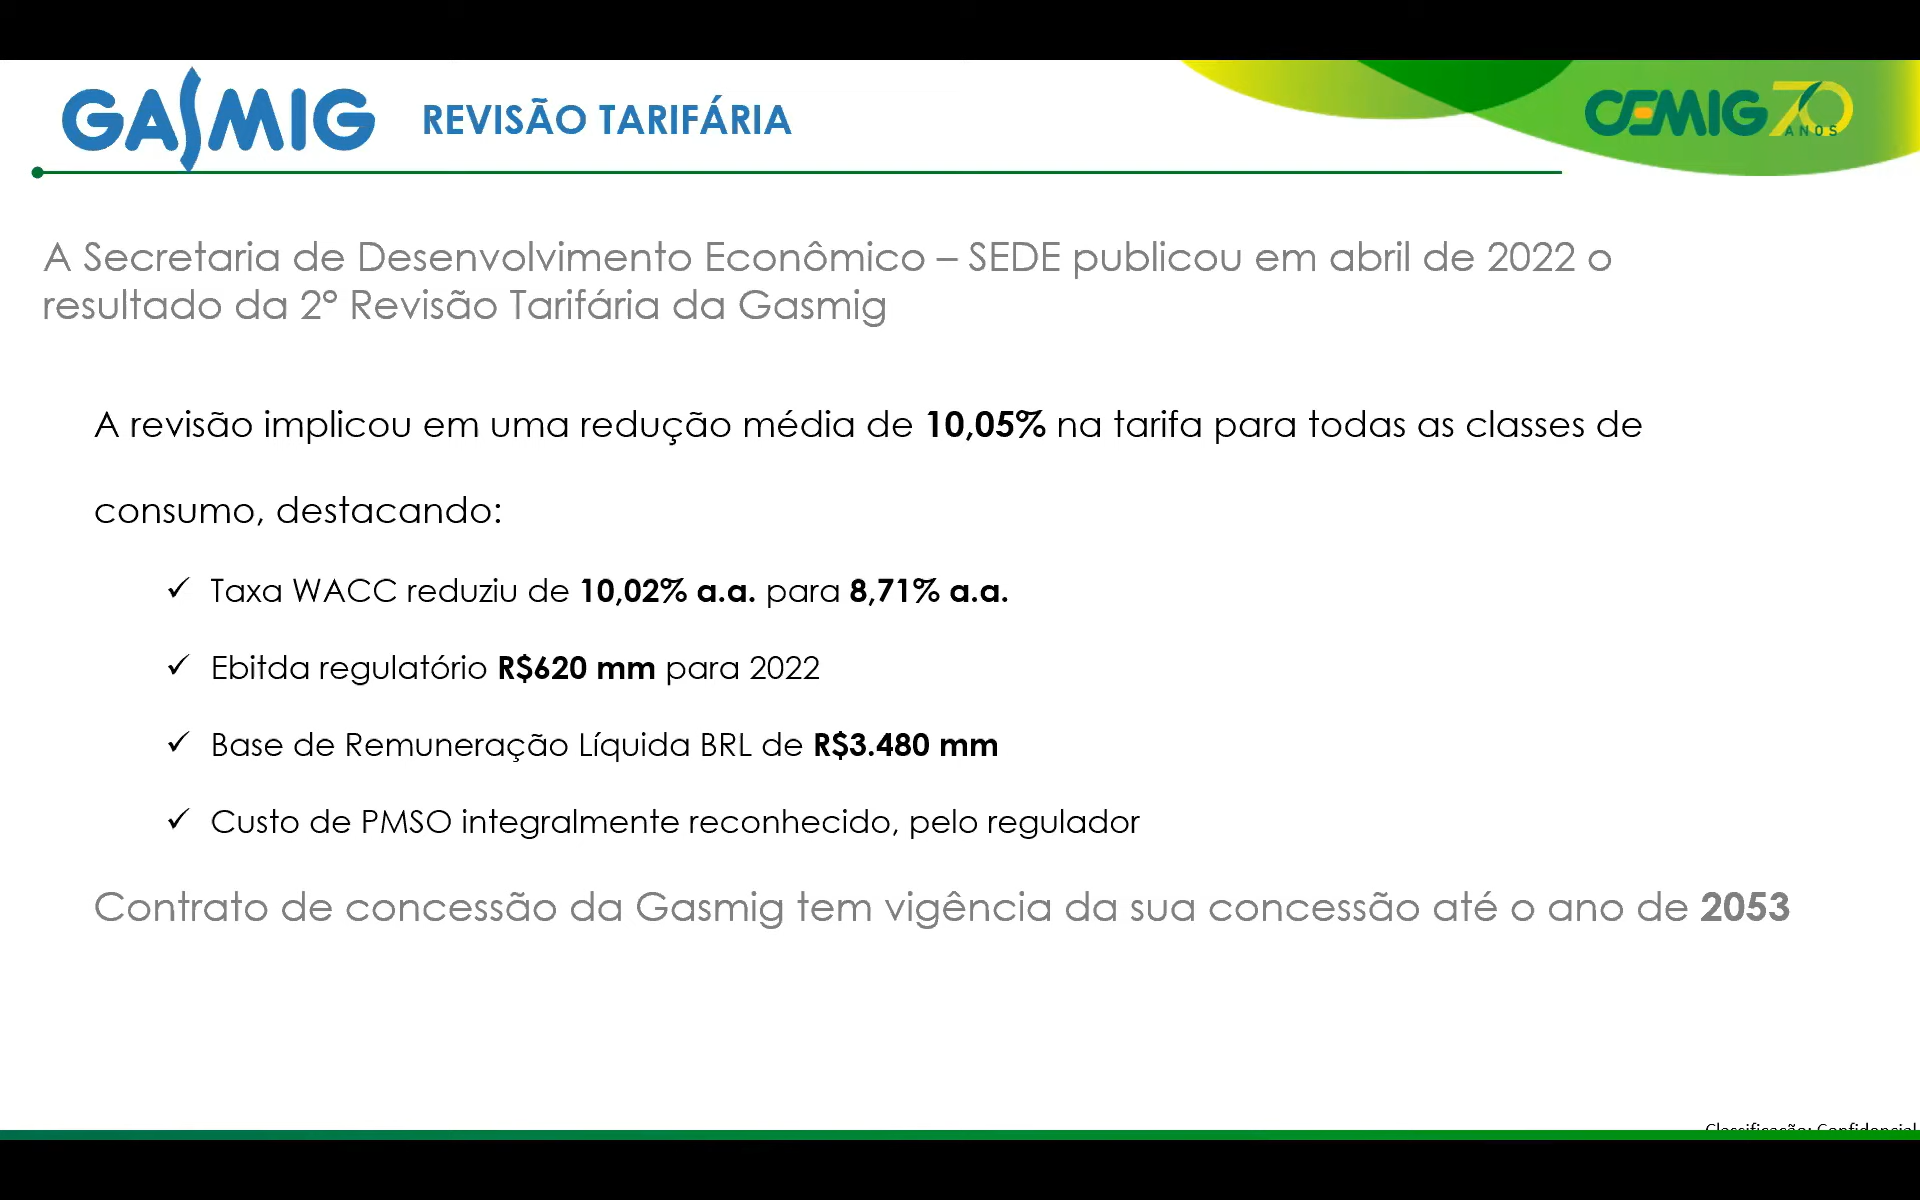 GASMIG REVISÃO TARIFÁRIA CEMIG 70 ANOS
A Secretaria de Desenvolvimento Econômico – SEDE publicou em abril de 2022 o
resultado da 2° Revisão Tarifária da Gasmig
A revisão implicou em uma redução média de 10,05% na tarifa para todas as classes de
consumo, destacando:
✓ Taxa WACC reduziu de 10,02% a.a. para 8,71% a.a.
✓ Ebitda regulatório R$620 mm para 2022
✓ Base de Remuneração Líquida BRL de R$3.480 mm
✓ Custo de PMSO integralmente reconhecido, pelo regulador
Contrato de concessão da Gasmig tem vigência da sua concessão até o ano de 2053
Classificação: Confidencial